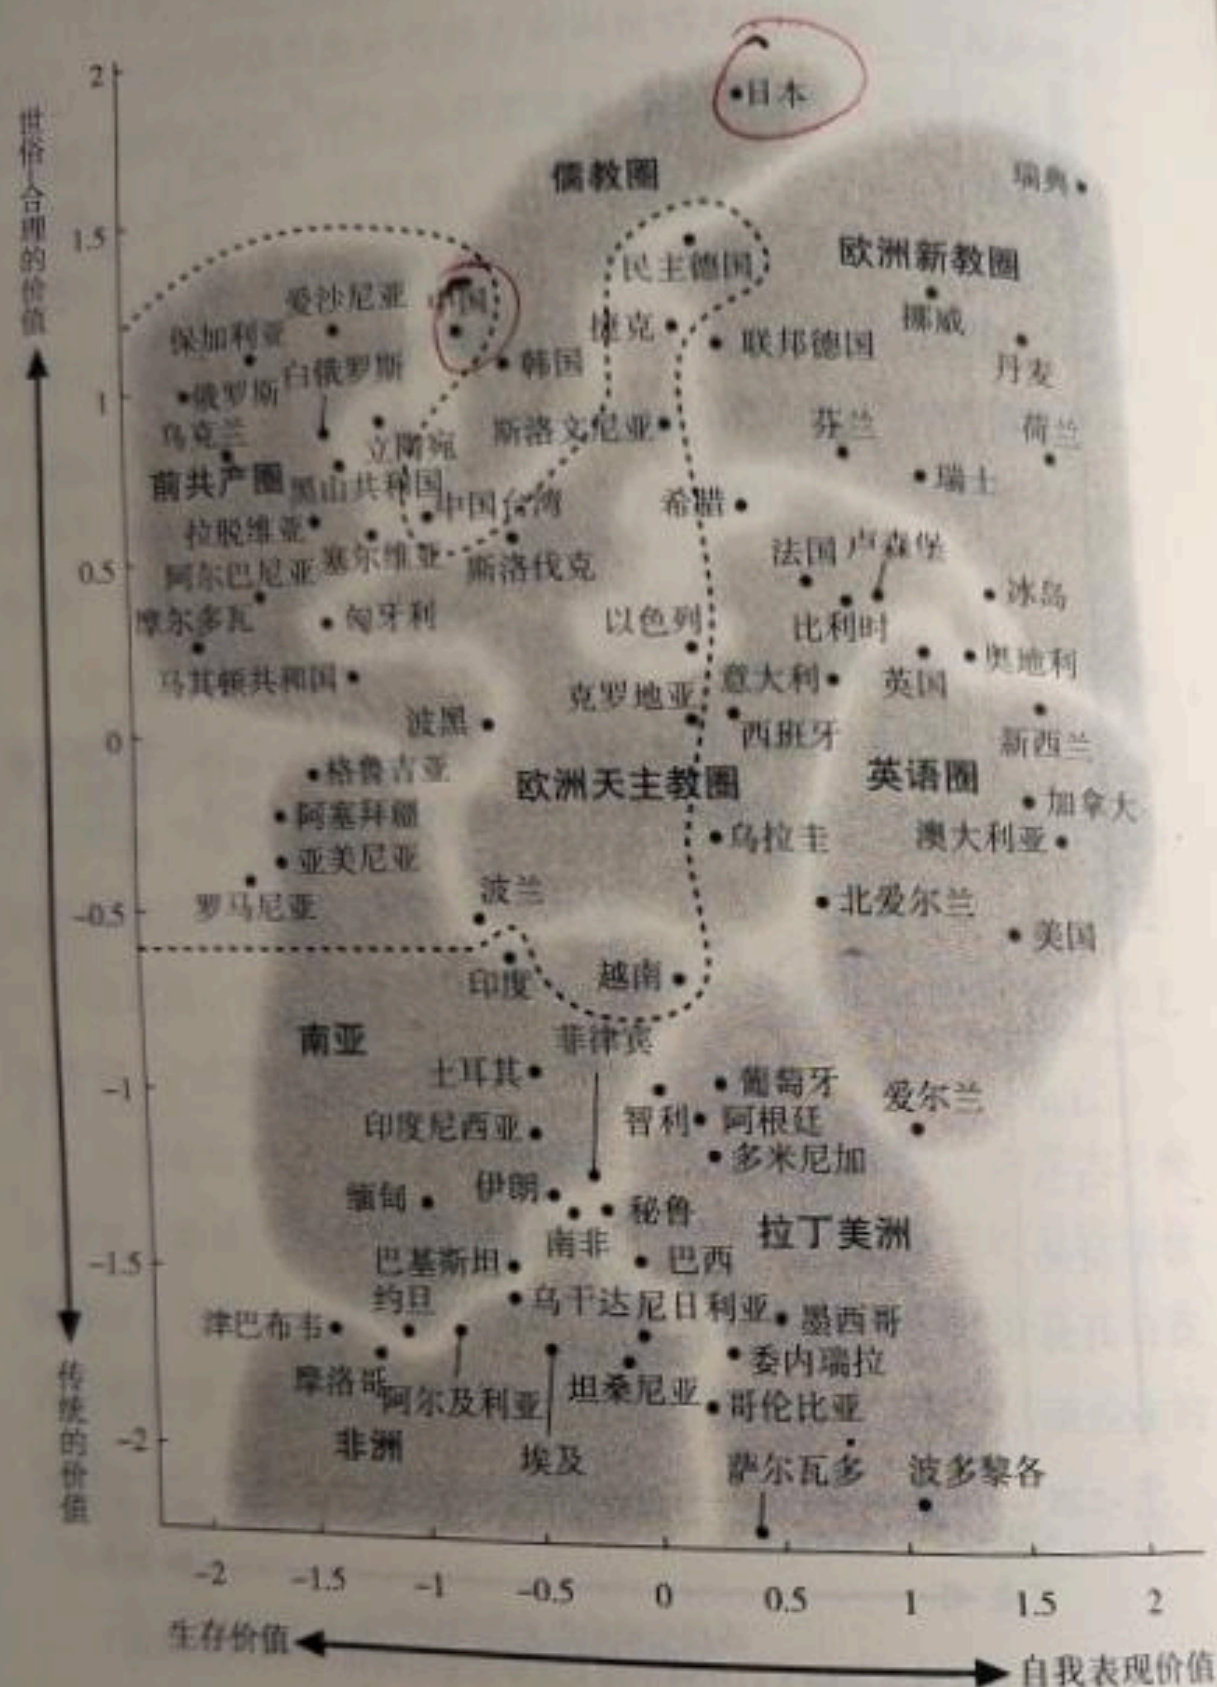 世俗—合理的价值
2
日本
儒教圈
瑞典
1.5
民主德国
欧洲新教圈
爱沙尼亚
中国
保加利亚
捷克
联邦德国
挪威
丹麦
白俄罗斯
韩国
1
俄罗斯
乌克兰
立陶宛
斯洛文尼亚
芬兰
荷兰
前共产圈
黑山共和国
中国台湾
希腊
瑞士
拉脱维亚
塞尔维亚
斯洛伐克
法国
卢森堡
0.5
阿尔巴尼亚
冰岛
摩尔多瓦
匈牙利
以色列
比利时
奥地利
马其顿共和国
克罗地亚
意大利
英国
波黑
西班牙
新西兰
0
格鲁吉亚
欧洲天主教圈
英语圈
加拿大
阿塞拜疆
乌拉圭
澳大利亚
亚美尼亚
罗马尼亚
波兰
北爱尔兰
–0.5
美国
印度
越南
南亚
菲津宾
土耳其
葡萄牙
–1
爱尔兰
印度尼西亚
智利
阿根廷
多米尼加
缅甸
伊朗
秘鲁
南非
拉丁美洲
–1.5
巴基斯坦
巴西
约旦
乌干达
尼日利亚
墨西哥
津巴布韦
委内瑞拉
摩洛哥
阿尔及利亚
坦桑尼亚
哥伦比亚
传统的价值
–2
非洲
埃及
萨尔瓦多
波多黎各
–2
–1.5
–1
–0.5
0
0.5
1
1.5
2
生存价值
自我表现价值